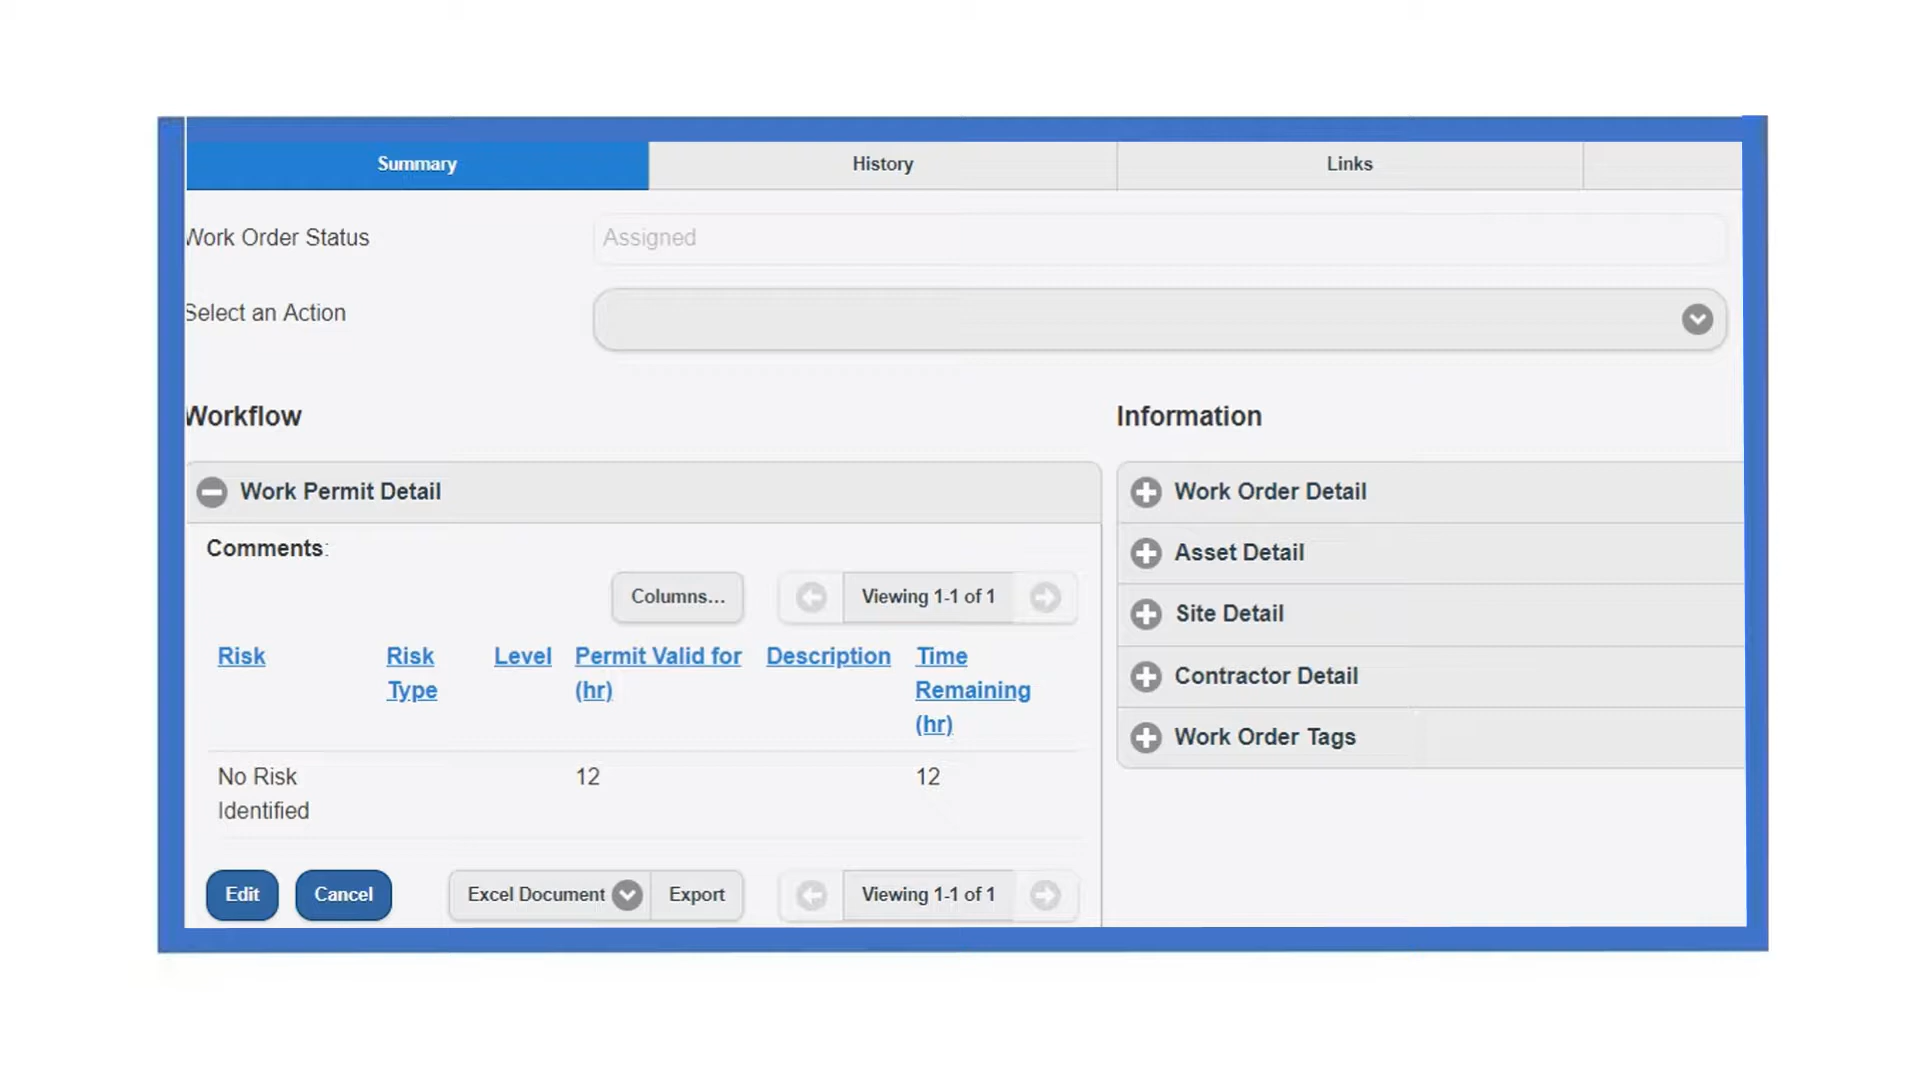 Summary History Links
Work Order Status Assigned
Select an Action
Workflow Information
Work Permit Detail
Comments:
Columns... Viewing 1-1 of 1
Risk Risk Type Level Permit Valid for (hr) Description Time Remaining (hr)
No Risk Identified 12 12
Edit Cancel Excel Document Export Viewing 1-1 of 1
Work Order Detail
Asset Detail
Site Detail
Contractor Detail
Work Order Tags